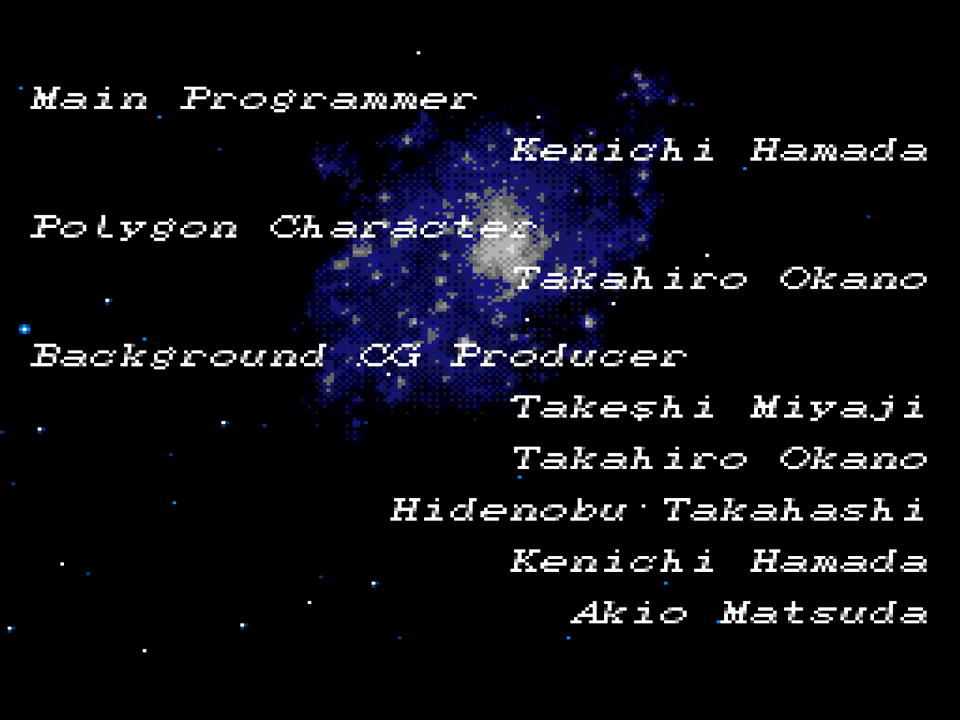 Main Programmer
Kenichi Hamada
Polygon Character
Takahiro Okano
Background CG Producer
Takeshi Miyaji
Takahiro Okano
Hidenobu Takahashi
Kenichi Hamada
Akio Matsuda